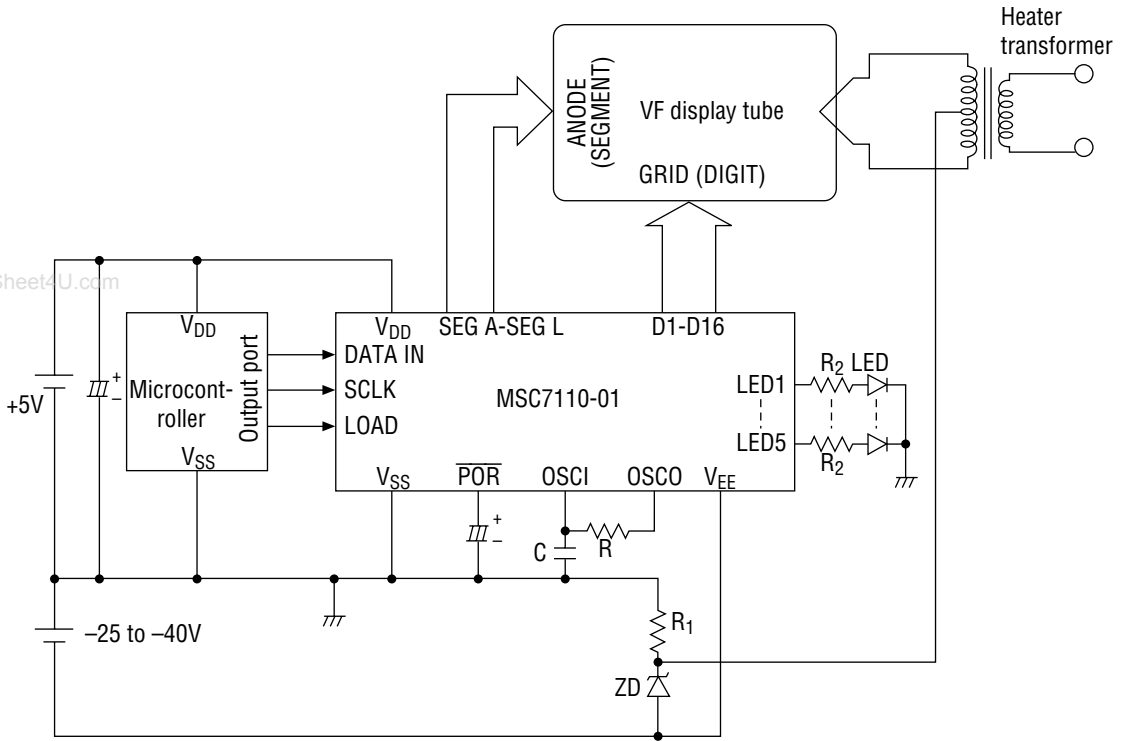 Heater
transformer
ANODE
(SEGMENT)
VF display tube
GRID (DIGIT)
Sheet4U.com
VDD
Output port
Microcont-
roller
VSS
+5V
+
–
VDD
SEG A-SEG L
D1-D16
DATA IN
SCLK
LOAD
MSC7110-01
LED1
LED5
R2 LED
R2
VSS
POR
OSCI
OSCO
VEE
+
–
C
R
–25 to –40V
R1
ZD